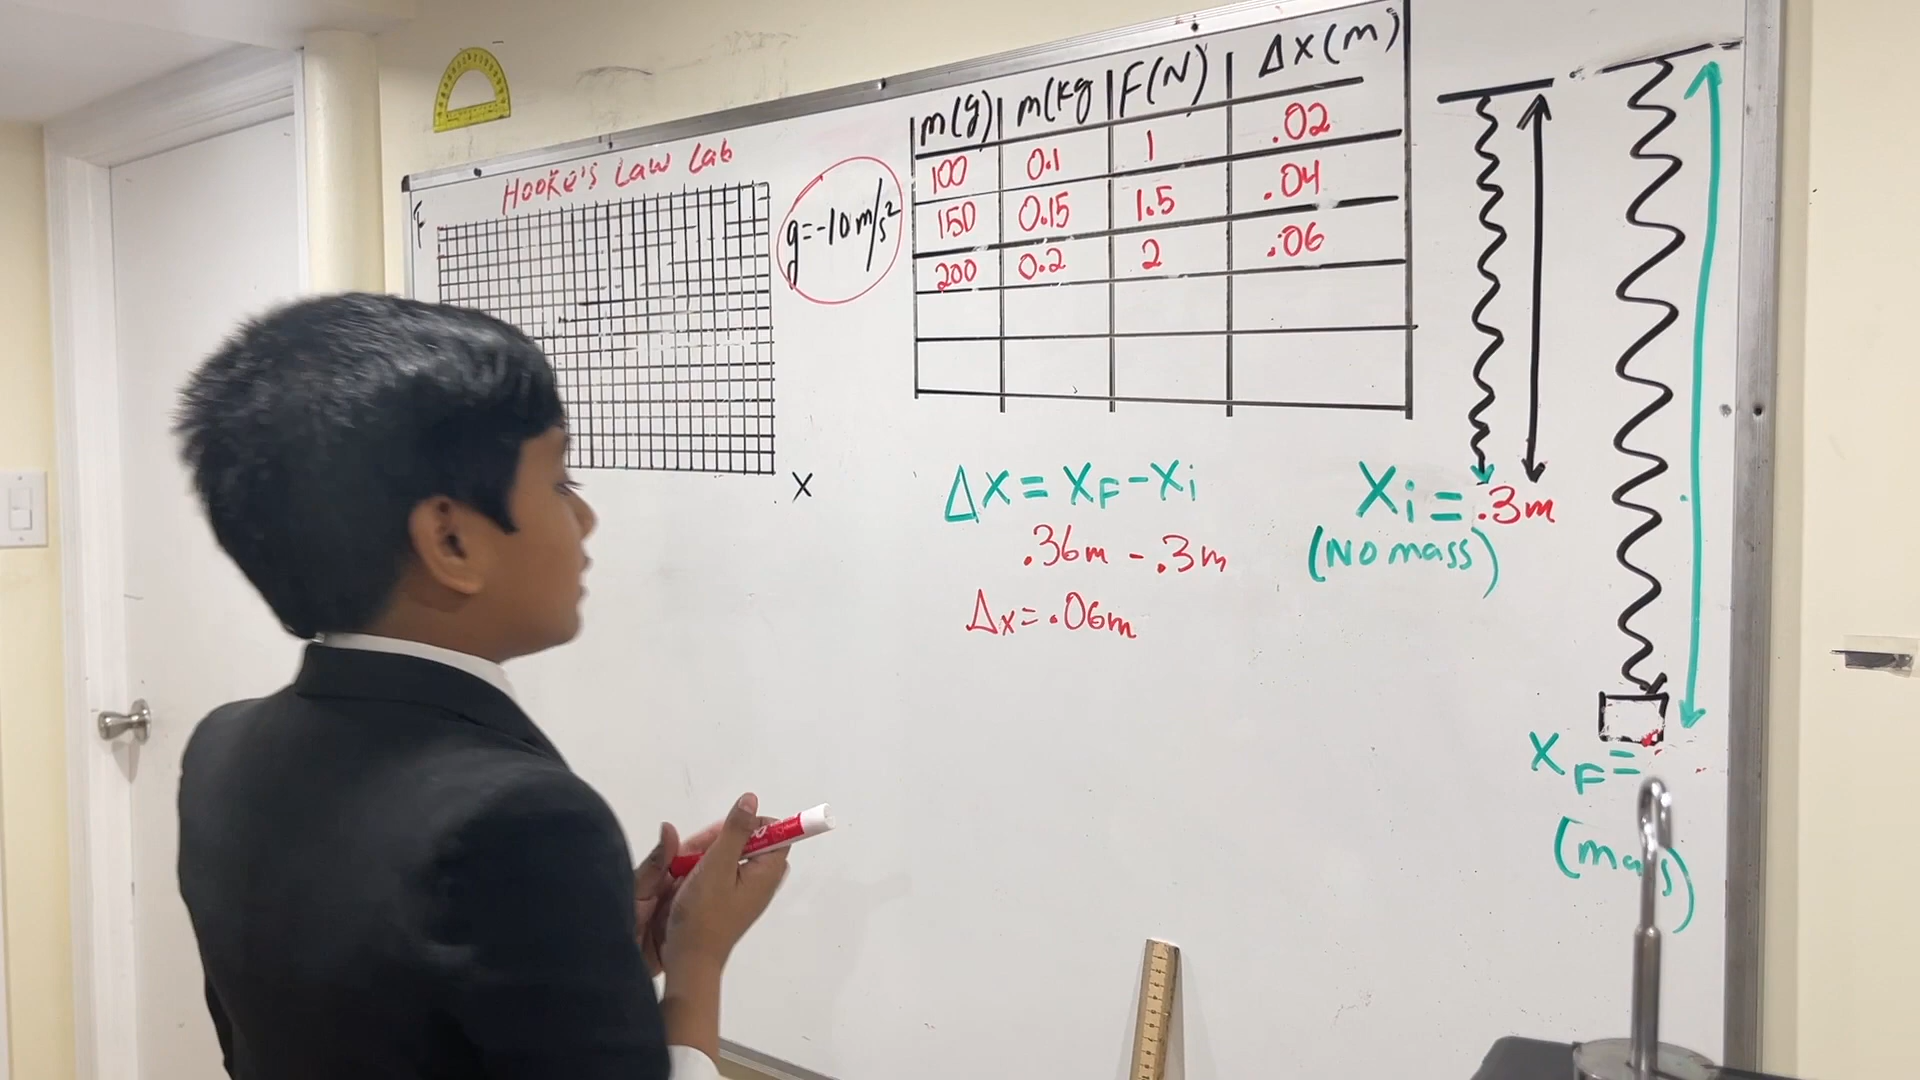 Hooke's Law Lab
F
X
g=-10m/s²
m(g) m(kg F(N) Δx(m)
100 0.1 1 .02
150 0.15 1.5 .04
200 0.2 2 .06
Δx= xF-xi
.36m - .3m
Δx= .06m
Xi = .3m
(No mass)
xF=